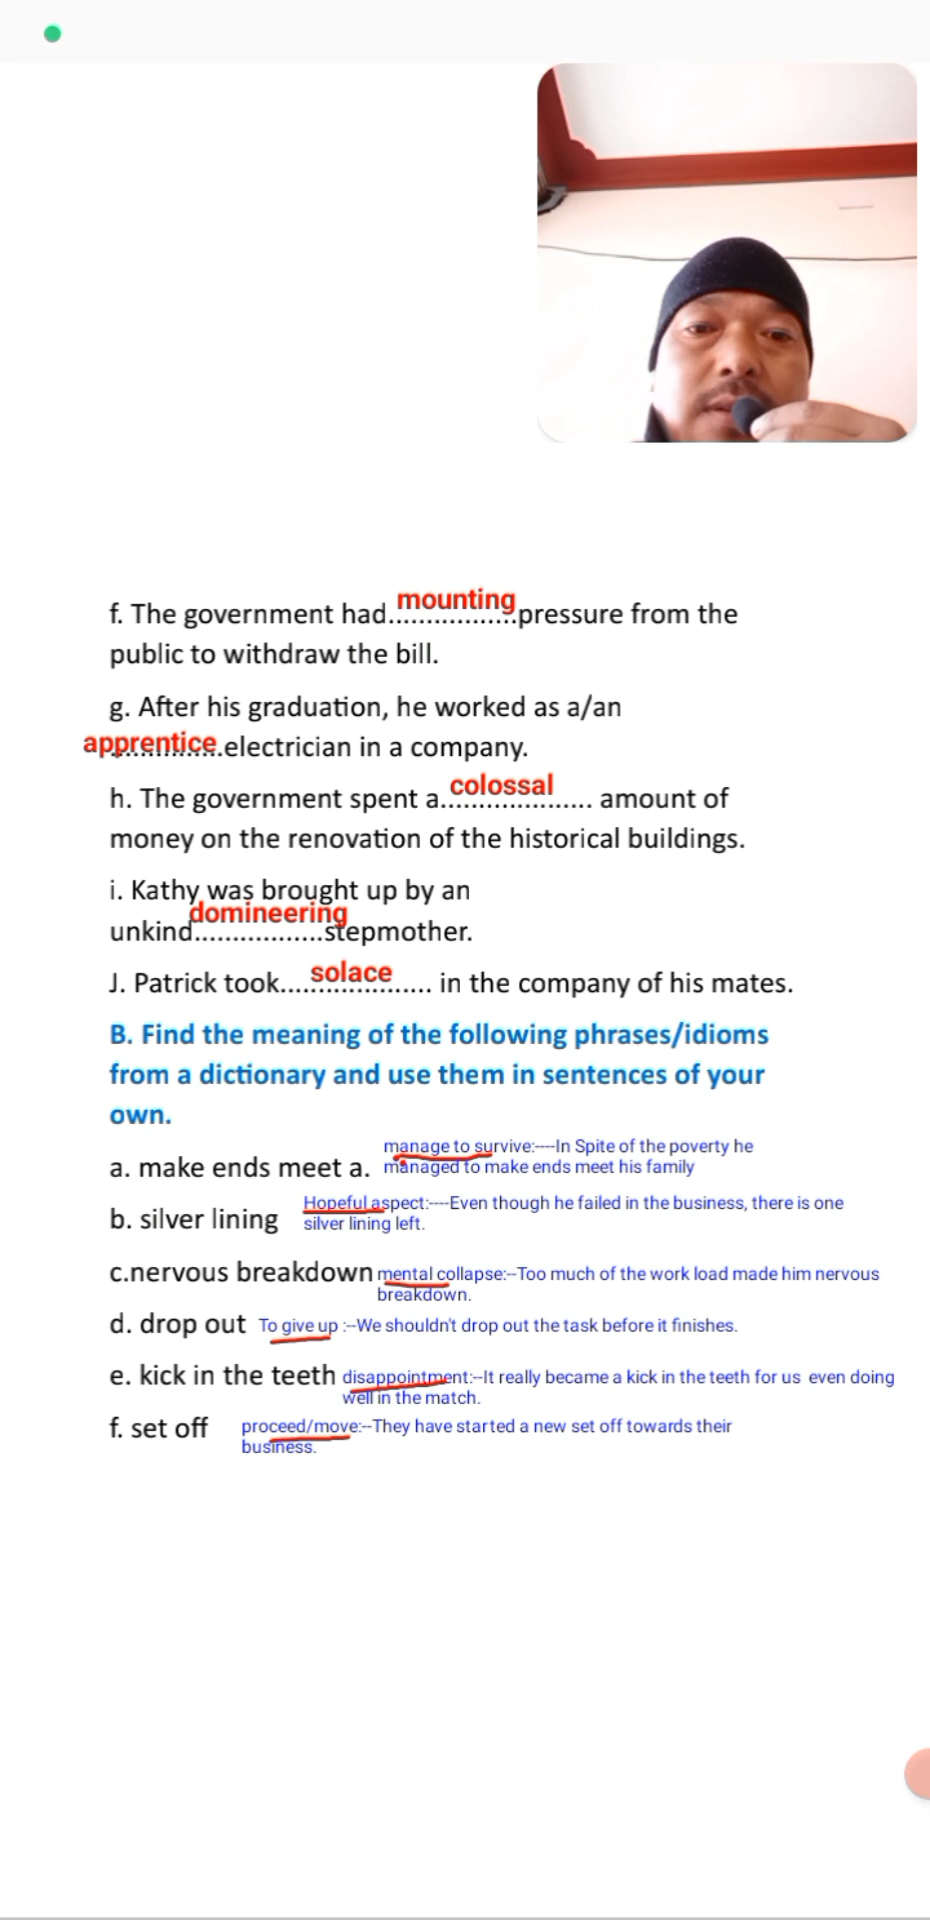 f. The government had.................pressure from the
mounting
public to withdraw the bill.
g. After his graduation, he worked as a/an
apprentice...............electrician in a company.
h. The government spent a.................... amount of
colossal
money on the renovation of the historical buildings.
i. Kathy was brought up by an
domineering
unkind.................stepmother.
J. Patrick took.................... in the company of his mates.
solace
B. Find the meaning of the following phrases/idioms
from a dictionary and use them in sentences of your
own.
a. make ends meet a.
manage to survive:----In Spite of the poverty he
managed to make ends meet his family
b. silver lining
Hopeful aspect:----Even though he failed in the business, there is one
silver lining left.
c.nervous breakdown mental collapse:--Too much of the work load made him nervous
breakdown.
d. drop out To give up :--We shouldn't drop out the task before it finishes.
e. kick in the teeth disappointment:--It really became a kick in the teeth for us even doing
well in the match.
f. set off proceed/move:--They have started a new set off towards their
business.